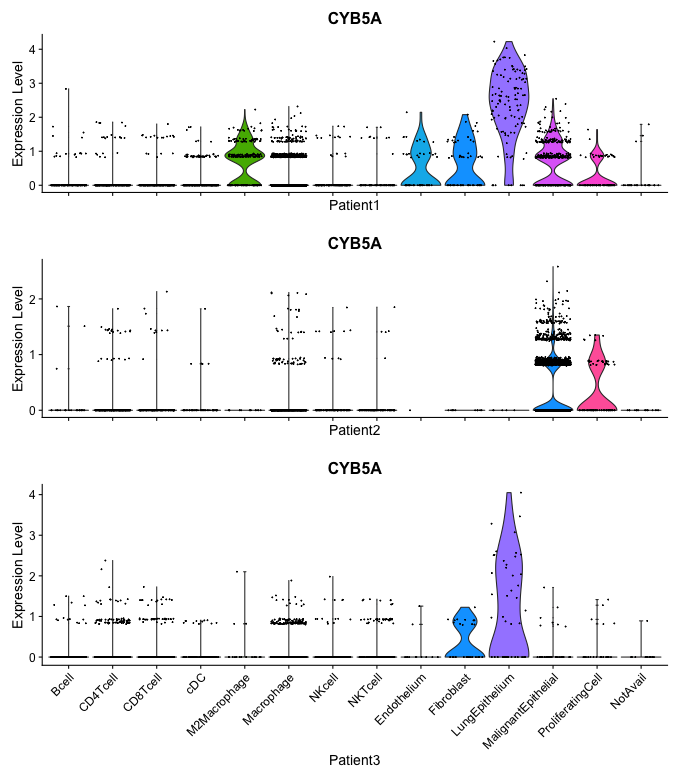 CYB5A
Expression Level
4
3
2
1
0
Patient1
CYB5A
Expression Level
2
1
0
Patient2
CYB5A
Expression Level
4
3
2
1
0
Bcell
CD4Tcell
CD8Tcell
cDC
M2Macrophage
Macrophage
NKcell
NKTcell
Endothelium
Fibroblast
LungEpithelium
MalignantEpithelial
ProliferatingCell
NotAvail
Patient3